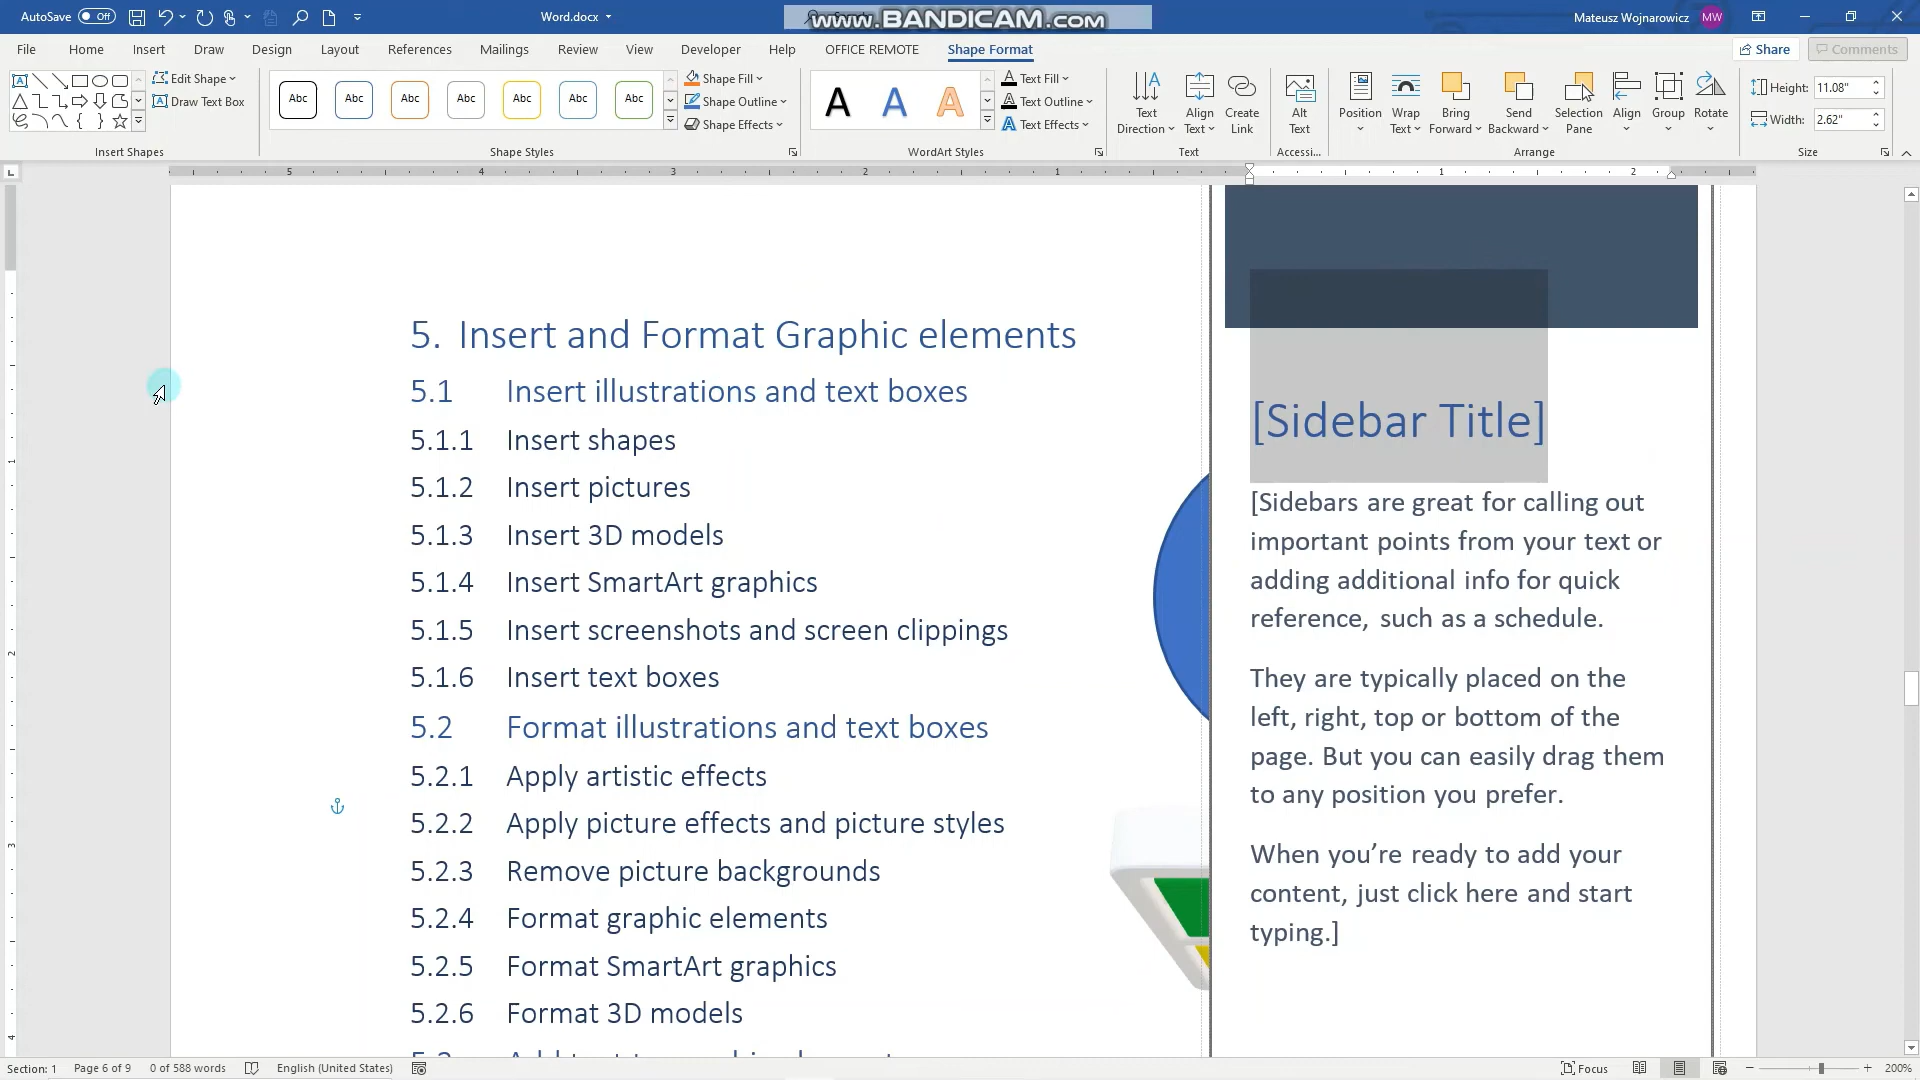 AutoSave Off
Word.docx
www.BANDICAM.com
Mateusz Wojnarowicz MW
File Home Insert Draw Design Layout References Mailings Review View Developer Help OFFICE REMOTE Shape Format
Share Comments
Edit Shape
Draw Text Box
Insert Shapes
Abc Abc Abc Abc Abc Abc Abc
Shape Fill
Shape Outline
Shape Effects
Shape Styles
A A A
Text Fill
Text Outline
Text Effects
WordArt Styles
Text Direction
Align Text
Create Link
Text
Alt Text
Accessi...
Position
Wrap Text
Bring Forward
Send Backward
Selection Pane
Align
Group
Rotate
Arrange
Height: 11.08"
Width: 2.62"
Size
5 4 3 2 1 1 2
1
2
3
4
5. Insert and Format Graphic elements
5.1 Insert illustrations and text boxes
5.1.1 Insert shapes
5.1.2 Insert pictures
5.1.3 Insert 3D models
5.1.4 Insert SmartArt graphics
5.1.5 Insert screenshots and screen clippings
5.1.6 Insert text boxes
5.2 Format illustrations and text boxes
5.2.1 Apply artistic effects
5.2.2 Apply picture effects and picture styles
5.2.3 Remove picture backgrounds
5.2.4 Format graphic elements
5.2.5 Format SmartArt graphics
5.2.6 Format 3D models
[Sidebar Title]
[Sidebars are great for calling out
important points from your text or
adding additional info for quick
reference, such as a schedule.
They are typically placed on the
left, right, top or bottom of the
page. But you can easily drag them
to any position you prefer.
When you’re ready to add your
content, just click here and start
typing.]
Section: 1 Page 6 of 9 0 of 588 words English (United States)
Focus 200%